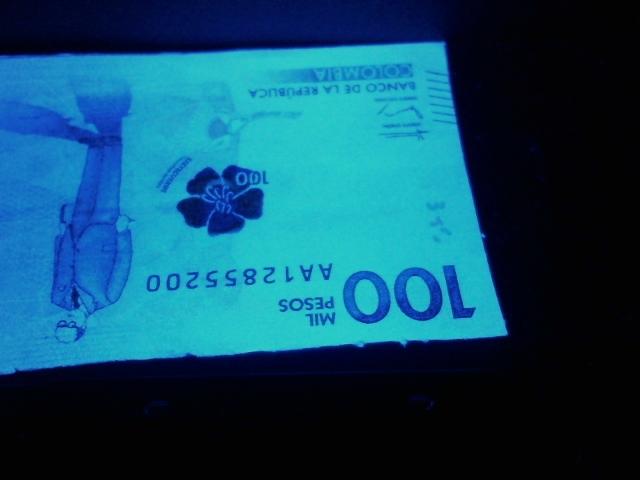 100
MIL
PESOS
AA12855200
100
BANCO DE LA REPÚBLICA
COLOMBIA